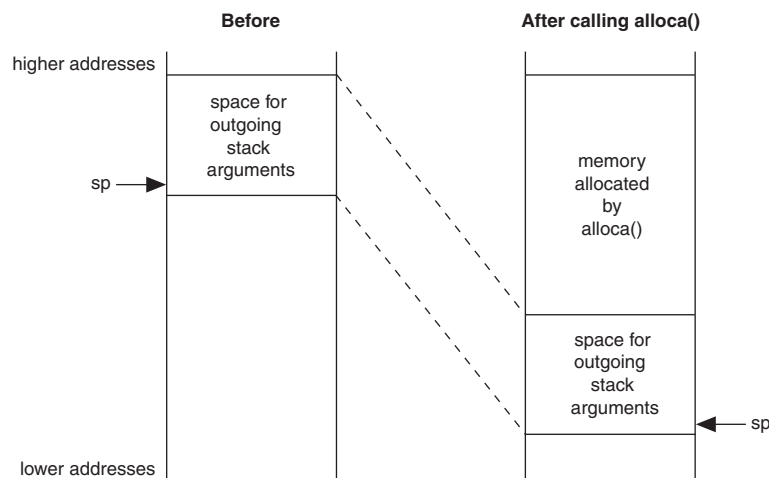 Before
After calling alloca()
higher addresses
space for
outgoing
stack
arguments
sp
memory
allocated
by
alloca()
space for
outgoing
stack
arguments
sp
lower addresses